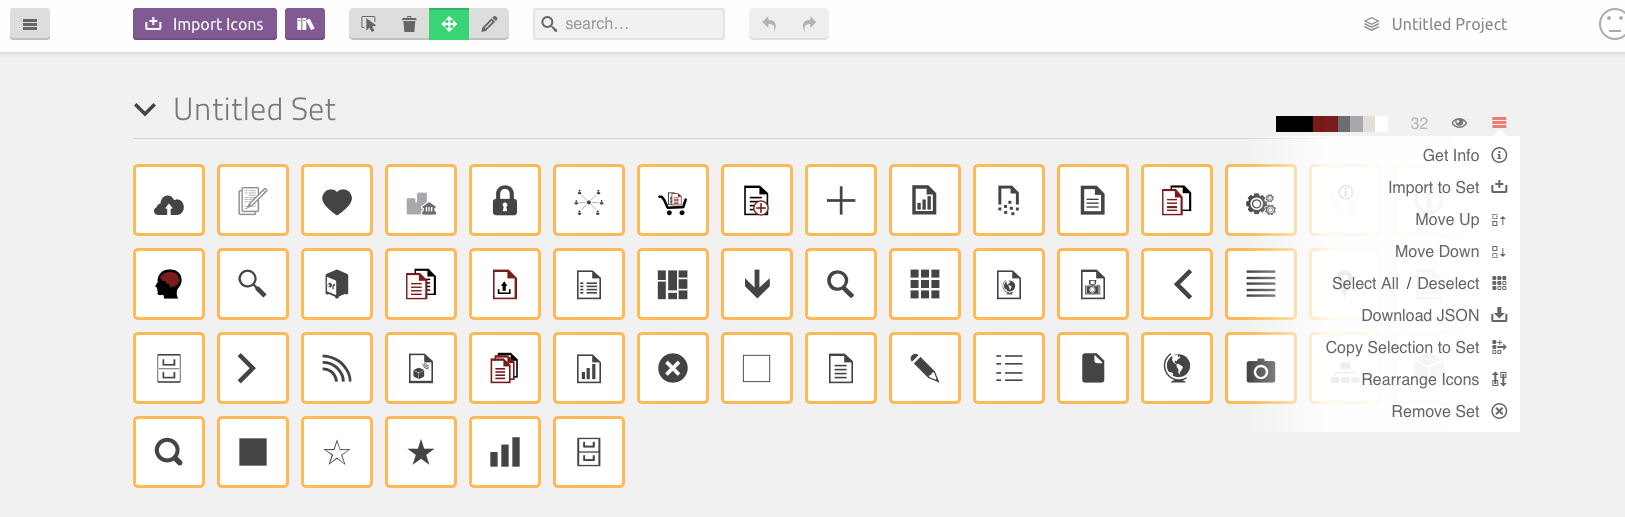 Import Icons
search...
Untitled Project
Untitled Set
32
Get Info
Import to Set
Move Up
Move Down
Select All / Deselect
Download JSON
Copy Selection to Set
Rearrange Icons
Remove Set